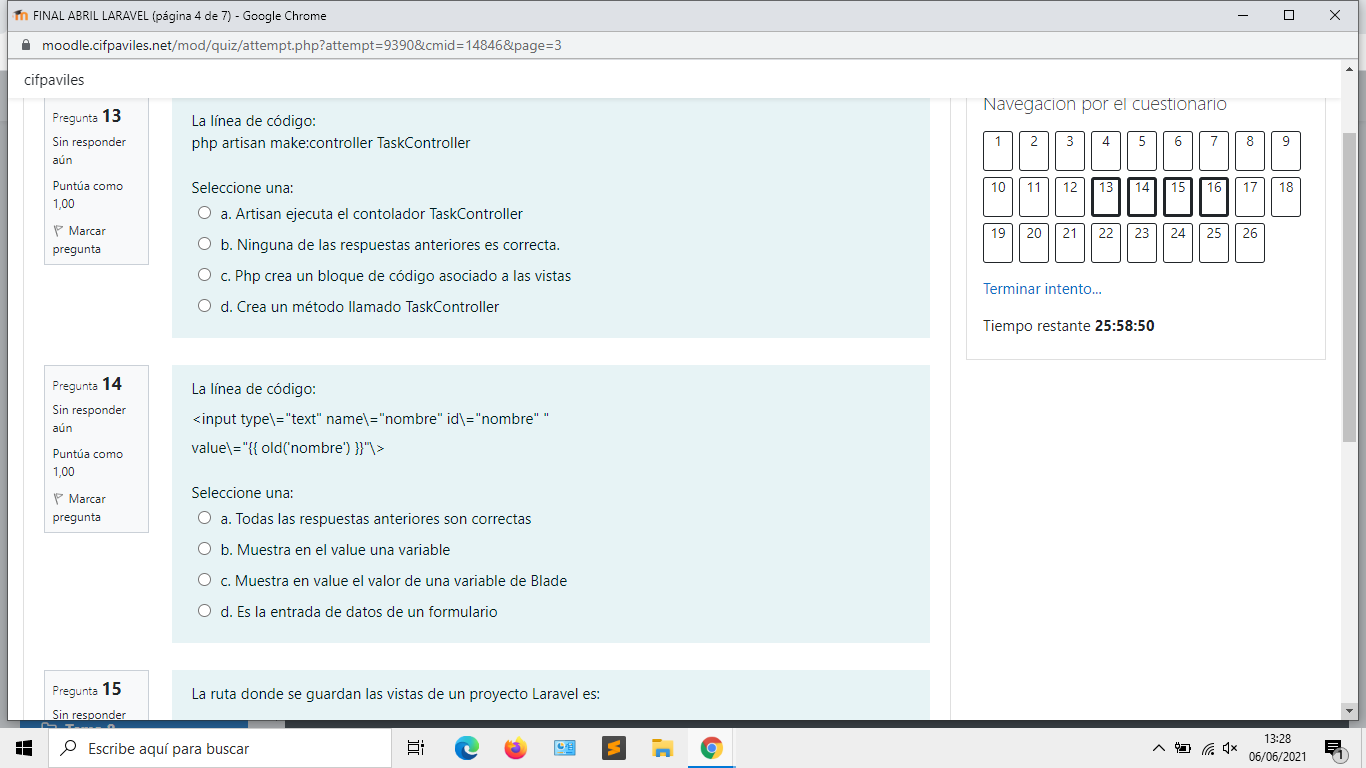 FINAL ABRIL LARAVEL (página 4 de 7) - Google Chrome
moodle.cifpaviles.net/mod/quiz/attempt.php?attempt=9390&cmid=14846&page=3
cifpaviles
Pregunta 13
Sin responder
aún
Puntúa como
1,00
Marcar
pregunta
La línea de código:
php artisan make:controller TaskController
Seleccione una:
a. Artisan ejecuta el contolador TaskController
b. Ninguna de las respuestas anteriores es correcta.
c. Php crea un bloque de código asociado a las vistas
d. Crea un método llamado TaskController
Pregunta 14
Sin responder
aún
Puntúa como
1,00
Marcar
pregunta
La línea de código:
<input type\="text" name\="nombre" id\="nombre" "
value\="{{ old('nombre') }}"\>
Seleccione una:
a. Todas las respuestas anteriores son correctas
b. Muestra en el value una variable
c. Muestra en value el valor de una variable de Blade
d. Es la entrada de datos de un formulario
Pregunta 15
Sin responder
La ruta donde se guardan las vistas de un proyecto Laravel es:
Navegación por el cuestionario
1 2 3 4 5 6 7 8 9
10 11 12 13 14 15 16 17 18
19 20 21 22 23 24 25 26
Terminar intento...
Tiempo restante 25:58:50
Escribe aquí para buscar
13:28
06/06/2021
1